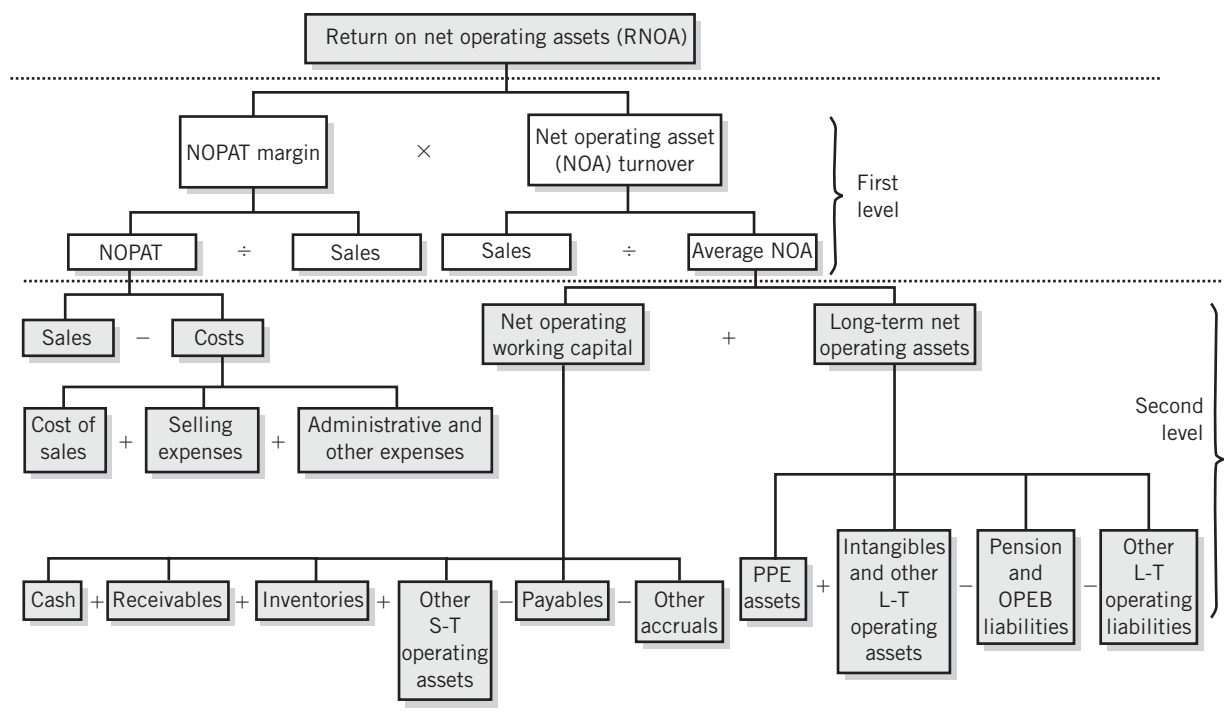 Return on net operating assets (RNOA)
NOPAT margin
×
Net operating asset
(NOA) turnover
First
level
NOPAT
÷
Sales
Sales
÷
Average NOA
Sales
–
Costs
Net operating
working capital
+
Long-term net
operating assets
Cost of
sales
+
Selling
expenses
+
Administrative and
other expenses
Second
level
Cash
+
Receivables
+
Inventories
+
Other
S-T
operating
assets
–
Payables
–
Other
accruals
PPE
assets
+
Intangibles
and other
L-T
operating
assets
–
Pension
and
OPEB
liabilities
–
Other
L-T
operating
liabilities